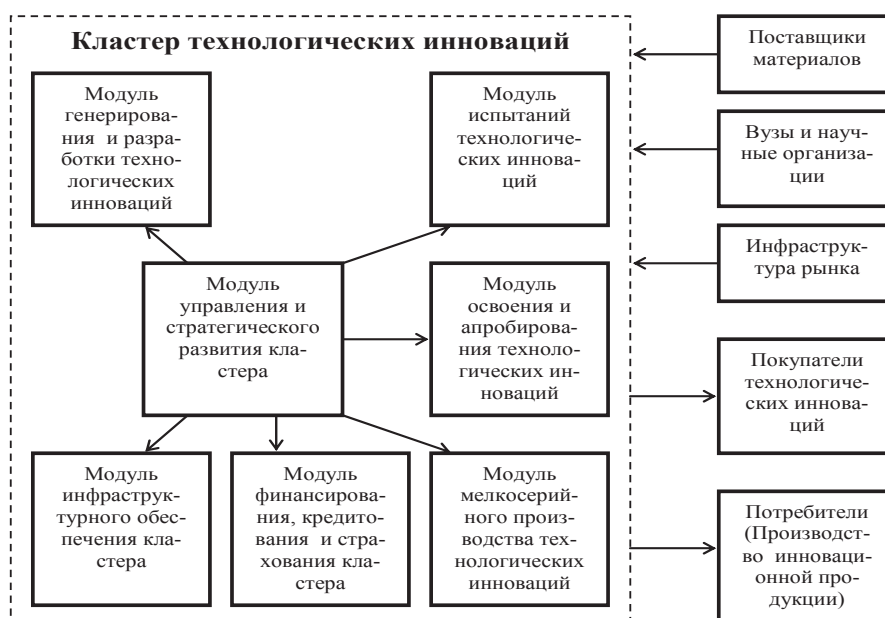 Кластер технологических инноваций
Модуль
генерирова-
ния и разра-
ботки техно-
логических
инноваций
Модуль
испытаний
технологиче-
ских иннова-
ций
Модуль
управления и
стратегического
развития кла-
стера
Модуль
освоения и
апробирова-
ния техноло-
гических ин-
новаций
Модуль
инфраструк-
турного обес-
печения кла-
стера
Модуль
финансирова-
ния, кредито-
вания и стра-
хования кластера
Модуль
мелкосерий-
ного произ-
водства тех-
нологических
инноваций
Поставщики
материалов
Вузы и науч-
ные организа-
ции
Инфраструк-
тура рынка
Покупатели
технологиче-
ских иннова-
ций
Потребители
(Производст-
во инноваци-
онной про-
дукции)